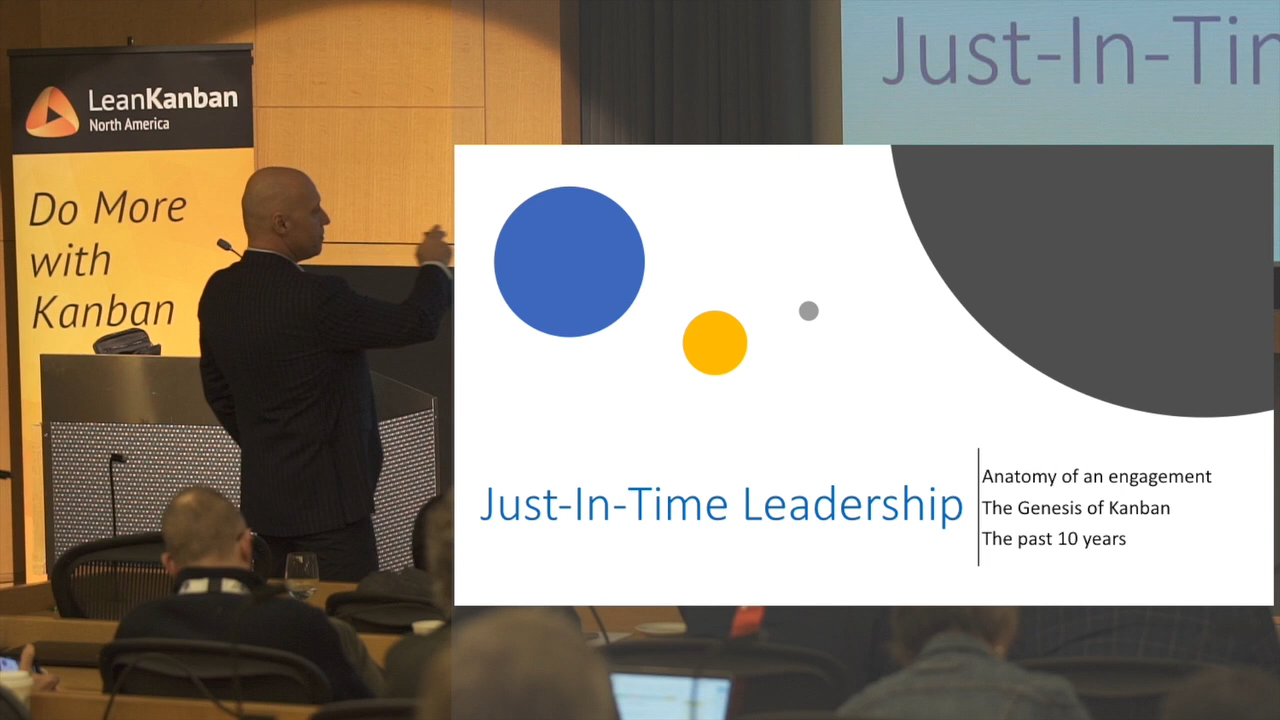 LeanKanban
North America
Do More
with
Kanban
Just-In-Tim
Just-In-Time Leadership
Anatomy of an engagement
The Genesis of Kanban
The past 10 years